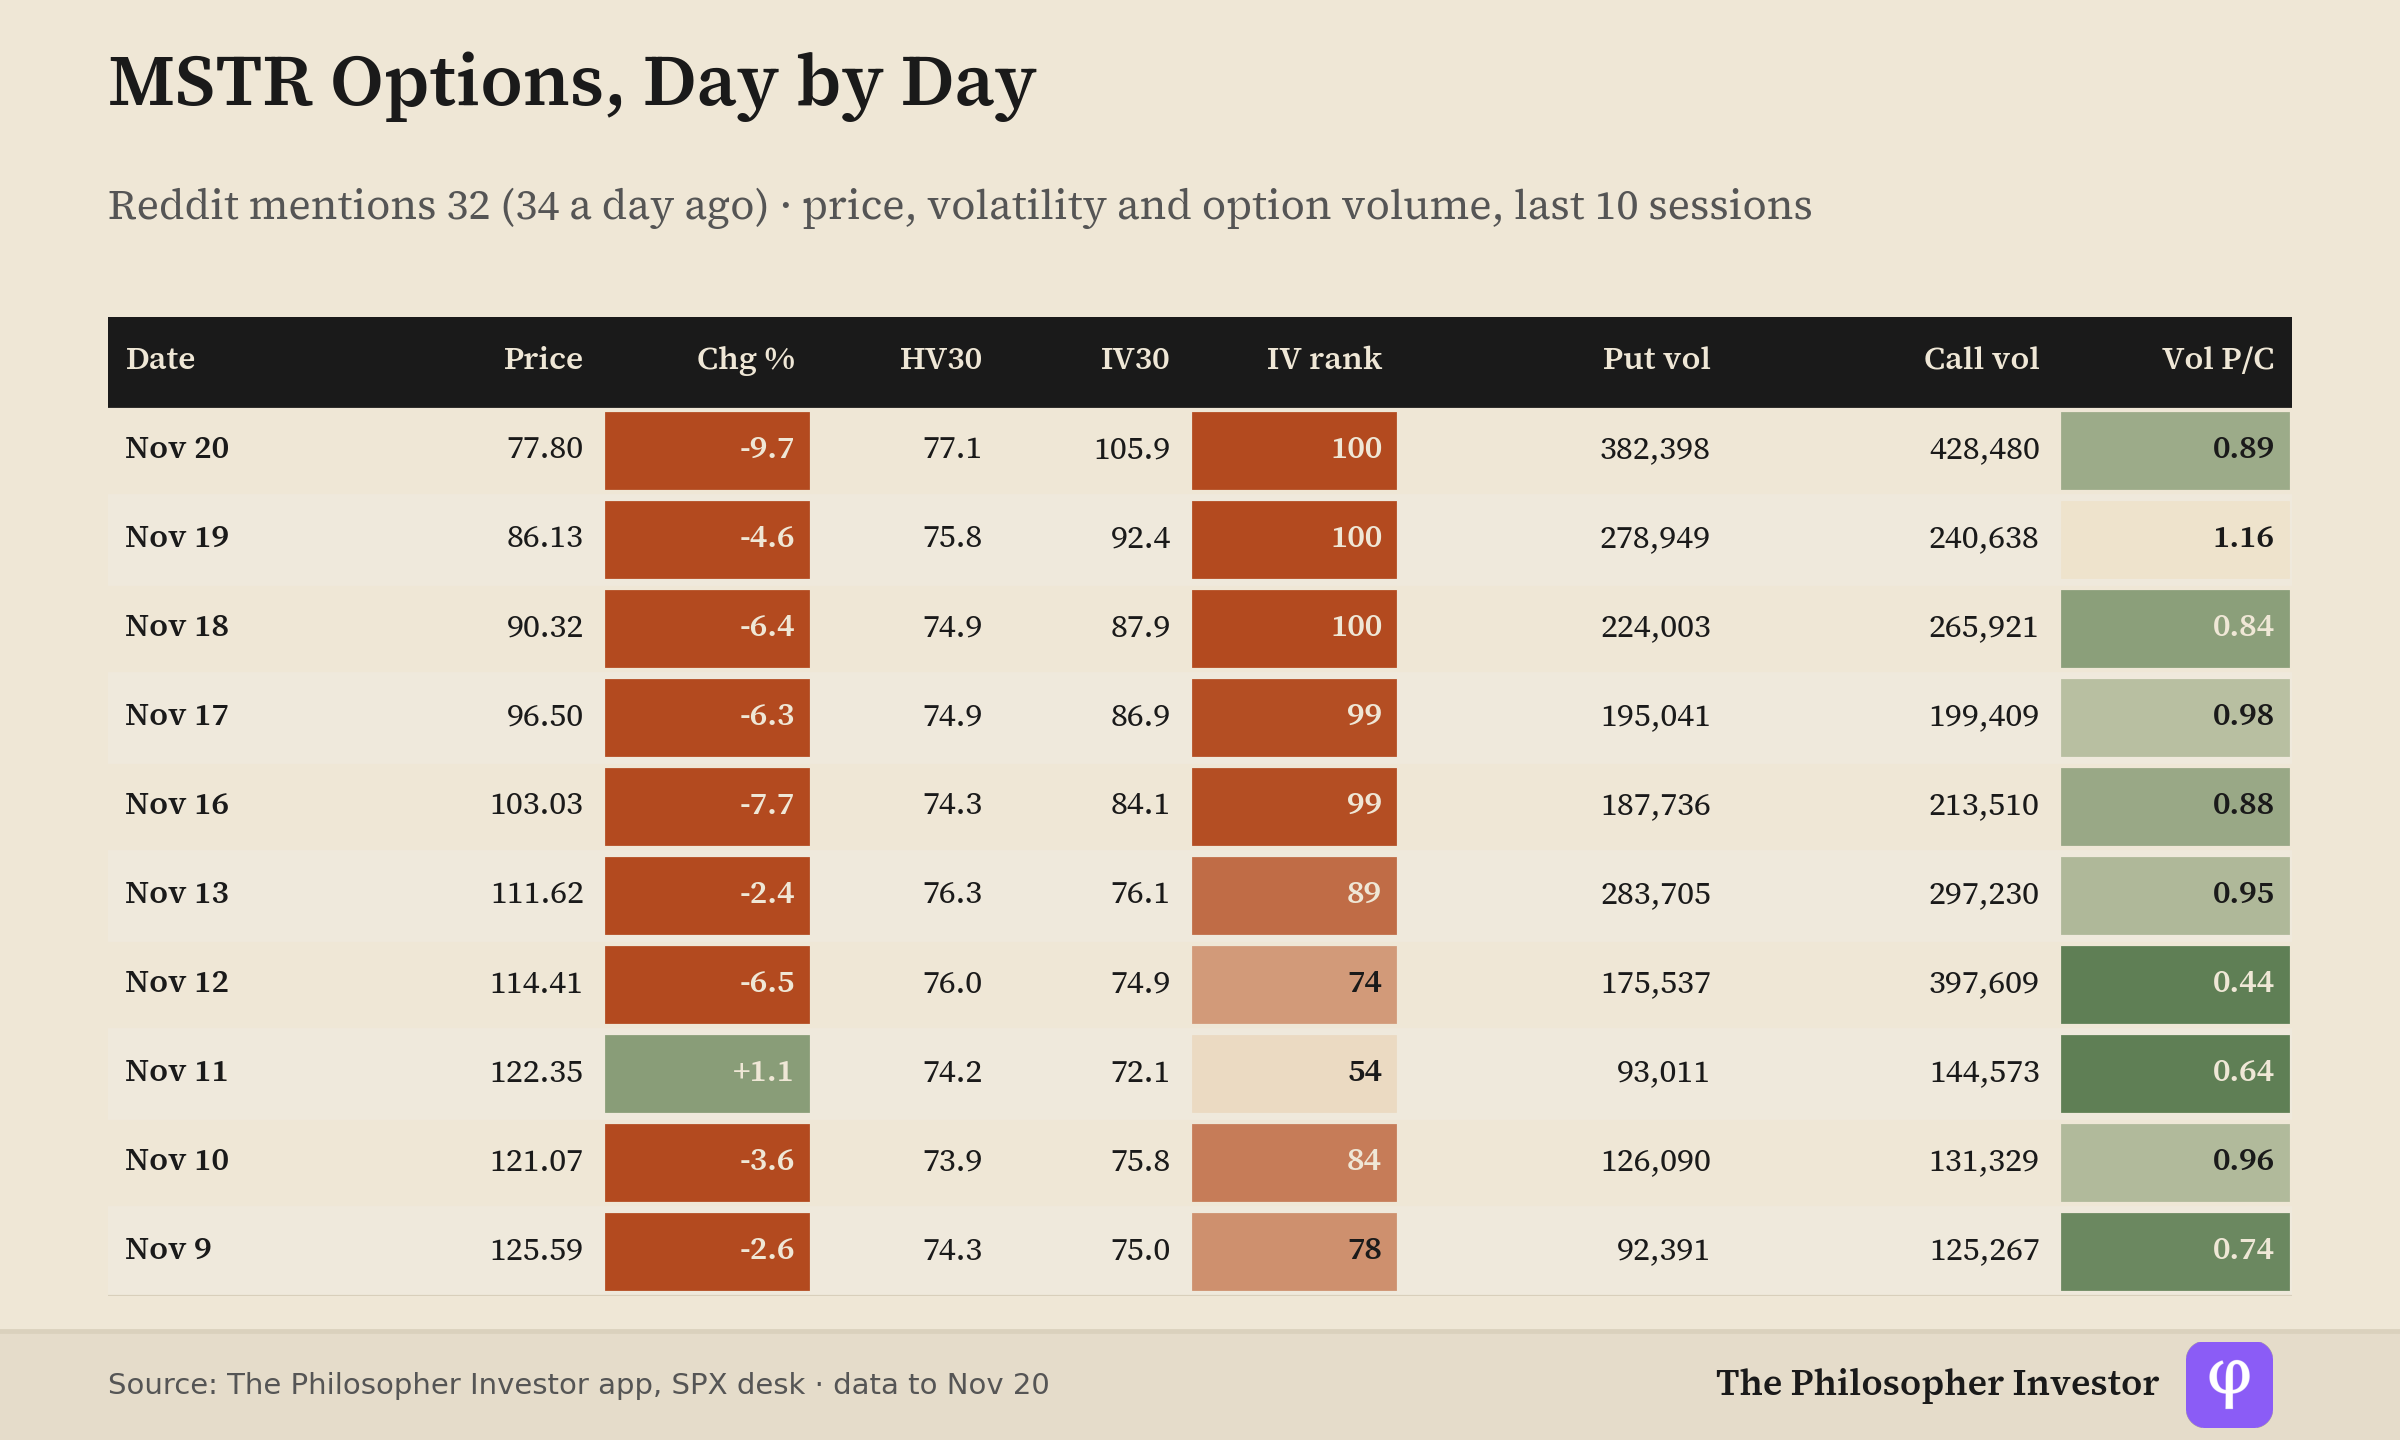 MSTR Options, Day by Day
Reddit mentions 32 (34 a day ago) · price, volatility and option volume, last 10 sessions
Date Price Chg % HV30 IV30 IV rank Put vol Call vol Vol P/C
Nov 20 77.80 -9.7 77.1 105.9 100 382,398 428,480 0.89
Nov 19 86.13 -4.6 75.8 92.4 100 278,949 240,638 1.16
Nov 18 90.32 -6.4 74.9 87.9 100 224,003 265,921 0.84
Nov 17 96.50 -6.3 74.9 86.9 99 195,041 199,409 0.98
Nov 16 103.03 -7.7 74.3 84.1 99 187,736 213,510 0.88
Nov 13 111.62 -2.4 76.3 76.1 89 283,705 297,230 0.95
Nov 12 114.41 -6.5 76.0 74.9 74 175,537 397,609 0.44
Nov 11 122.35 +1.1 74.2 72.1 54 93,011 144,573 0.64
Nov 10 121.07 -3.6 73.9 75.8 84 126,090 131,329 0.96
Nov 9 125.59 -2.6 74.3 75.0 78 92,391 125,267 0.74
Source: The Philosopher Investor app, SPX desk · data to Nov 20
The Philosopher Investor φ